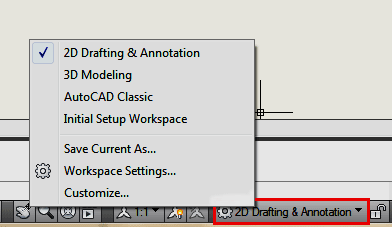 2D Drafting & Annotation
3D Modeling
AutoCAD Classic
Initial Setup Workspace
Save Current As...
Workspace Settings...
Customize...
1:1
2D Drafting & Annotation